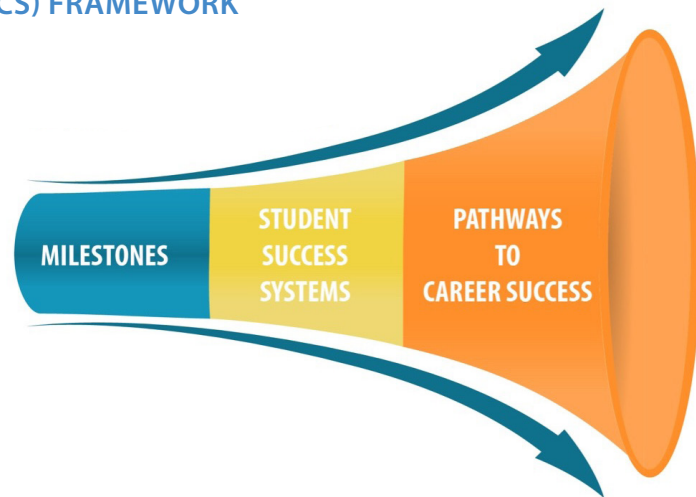 CS) FRAMEWORK
MILESTONES
STUDENT
SUCCESS
SYSTEMS
PATHWAYS
TO
CAREER SUCCESS